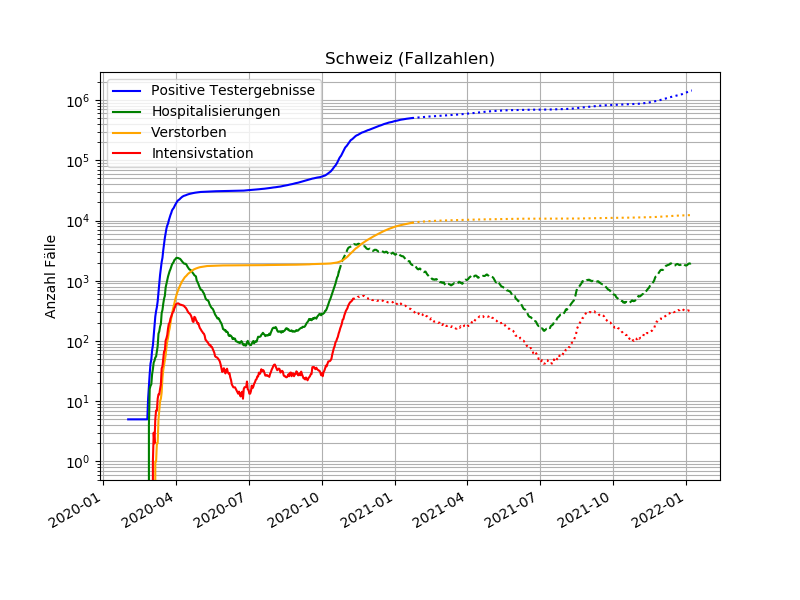 Schweiz (Fallzahlen)
Positive Testergebnisse
Hospitalisierungen
Verstorben
Intensivstation
Anzahl Fälle
10⁶
10⁵
10⁴
10³
10²
10¹
10⁰
2020-01
2020-04
2020-07
2020-10
2021-01
2021-04
2021-07
2021-10
2022-01